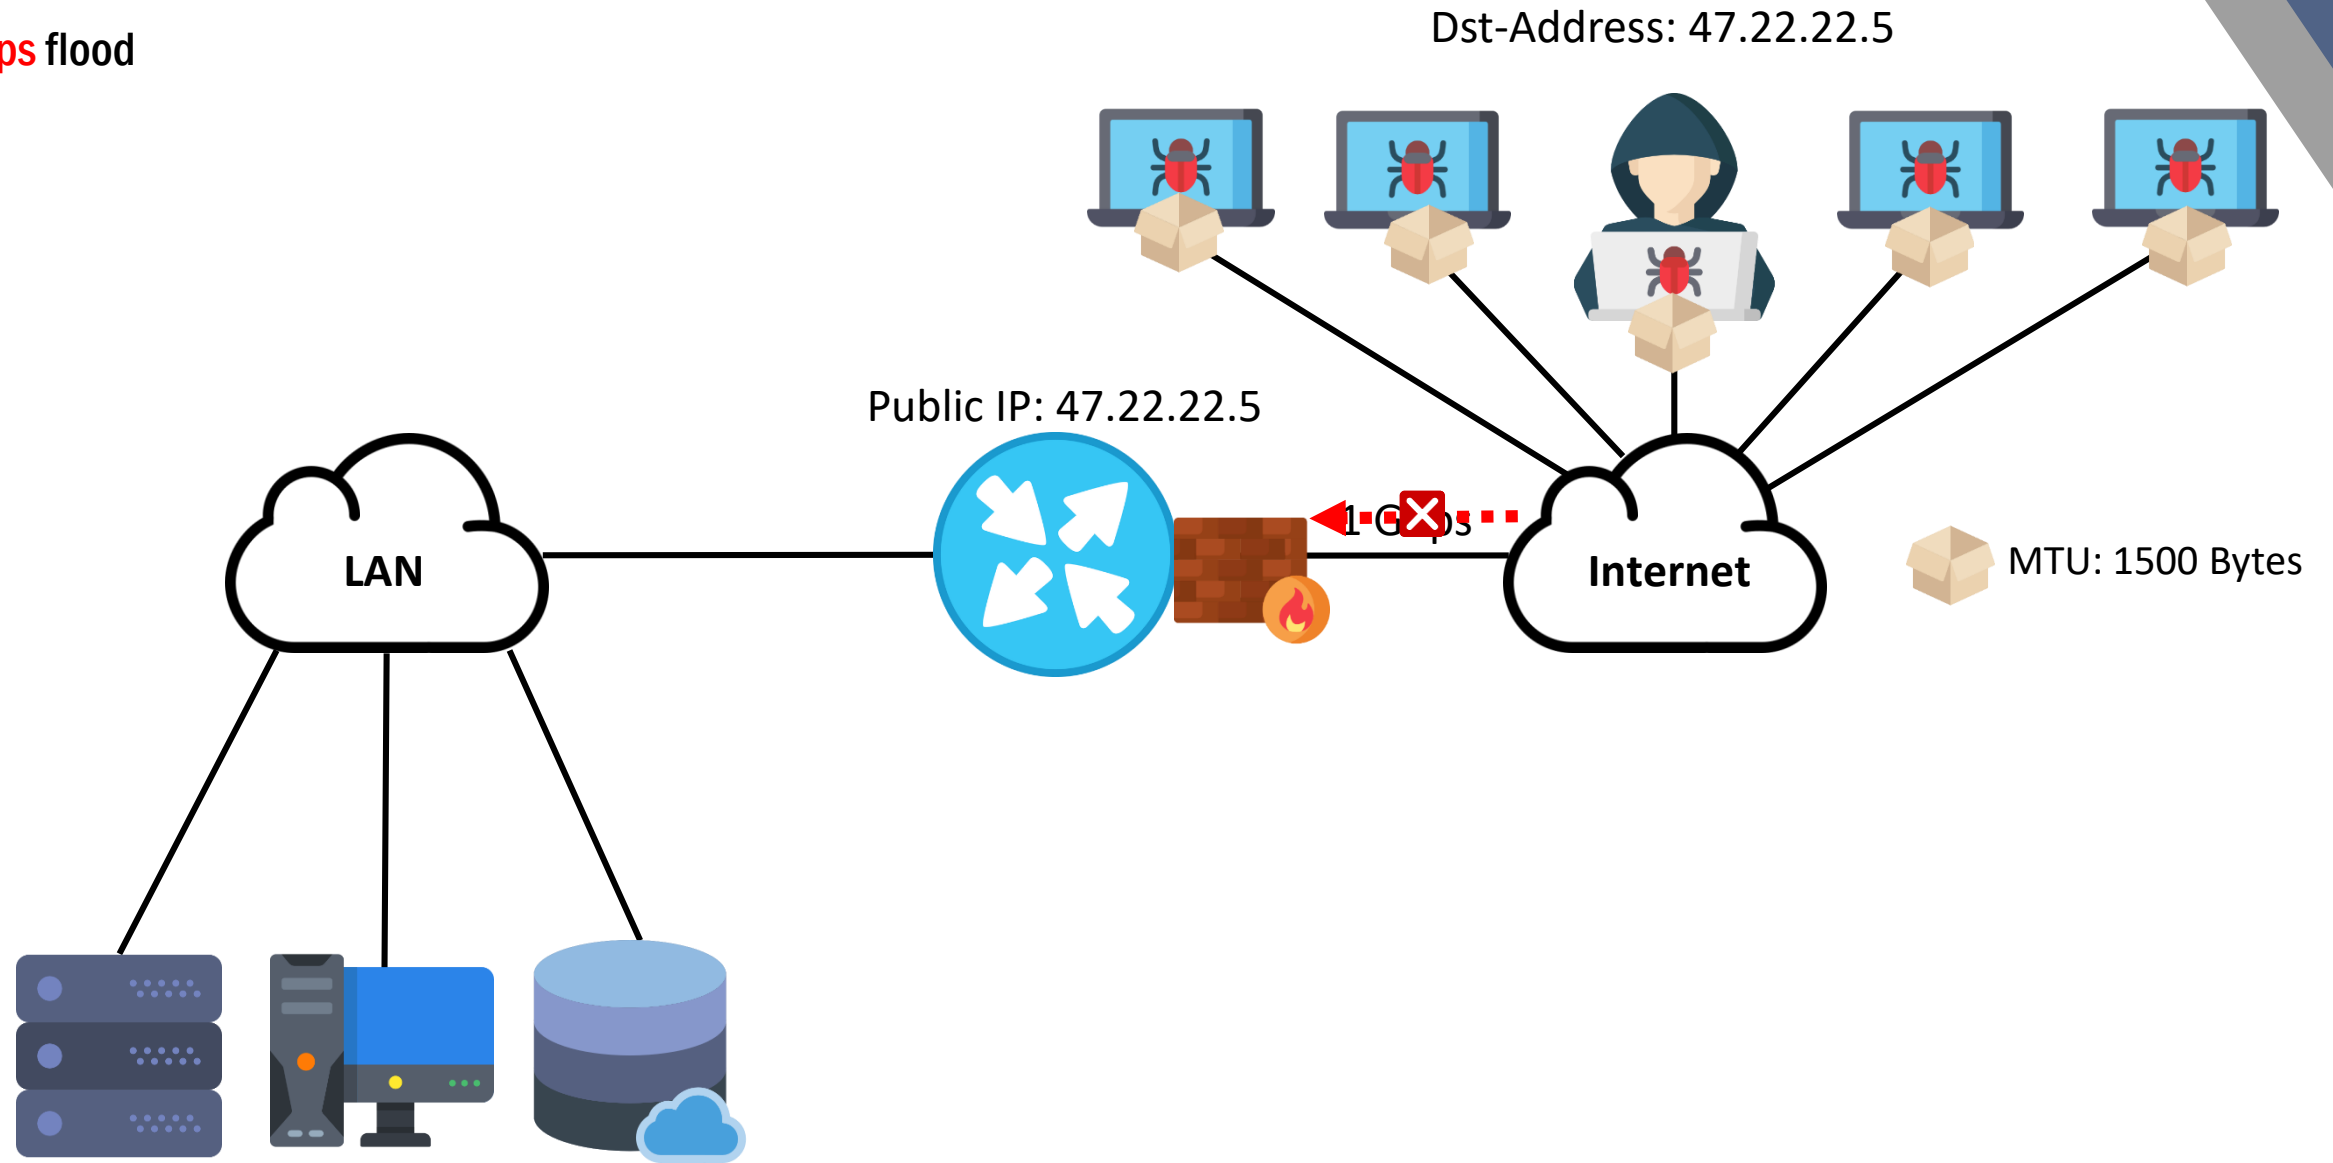 ps flood
Dst-Address: 47.22.22.5
Public IP: 47.22.22.5
LAN
Internet
MTU: 1500 Bytes